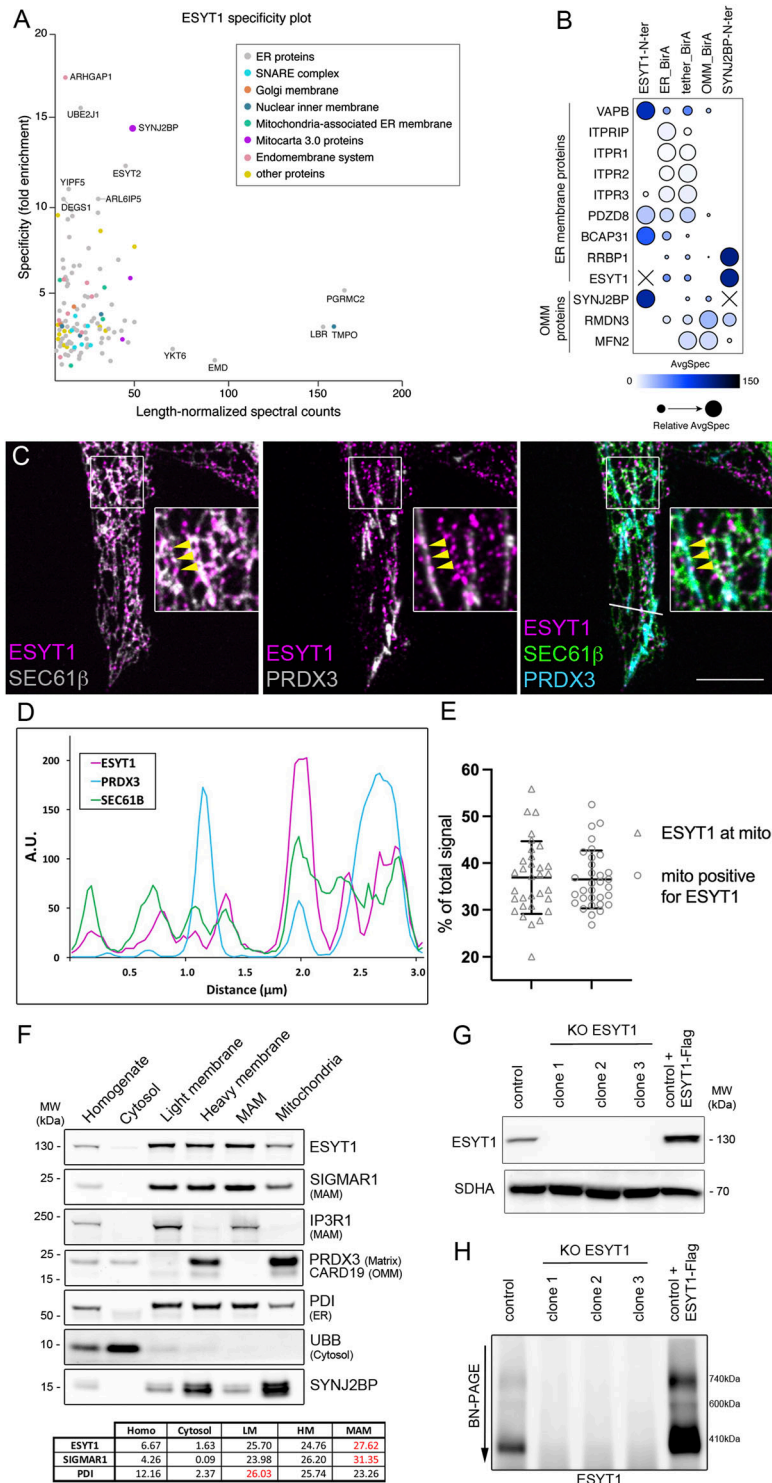 A
ESYT1 specificity plot
Specificity (fold enrichment)
20
15
10
5
50
100
150
200
Length-normalized spectral counts
ARHGAP1
UBE2J1
SYNJ2BP
ESYT2
YIPF5
ARL6IP5
DEGS1
PGRMC2
LBR
TMPO
YKT6
EMD
ER proteins
SNARE complex
Golgi membrane
Nuclear inner membrane
Mitochondria-associated ER membrane
Mitocarta 3.0 proteins
Endomembrane system
other proteins
B
ESYT1-N-ter
ER_BirA
tether_BirA
OMM_BirA
SYNJ2BP-N-ter
ER membrane proteins
VAPB
ITPRIP
ITPR1
ITPR2
ITPR3
PDZD8
BCAP31
RRBP1
ESYT1
OMM proteins
SYNJ2BP
RMDN3
MFN2
AvgSpec
0 150
Relative AvgSpec
C
ESYT1
SEC61β
ESYT1
PRDX3
ESYT1
SEC61β
PRDX3
D
ESYT1
PRDX3
SEC61B
A.U.
200
150
100
50
0
0.5 1.0 1.5 2.0 2.5 3.0
Distance (μm)
E
% of total signal
60
50
40
30
20
ESYT1 at mito
mito positive for ESYT1
F
Homogenate
Cytosol
Light membrane
Heavy membrane
MAM
Mitochondria
MW (kDa)
130 - ESYT1
25 - SIGMAR1 (MAM)
250 - IP3R1 (MAM)
25 - PRDX3 (Matrix)
15 - CARD19 (OMM)
50 - PDI (ER)
10 - UBB (Cytosol)
15 - SYNJ2BP
Homo Cytosol LM HM MAM
ESYT1 6.67 1.63 25.70 24.76 27.62
SIGMAR1 4.26 0.09 23.98 26.20 31.35
PDI 12.16 2.37 26.03 25.74 23.26
G
KO ESYT1
control
clone 1
clone 2
clone 3
control + ESYT1-Flag
MW (kDa)
ESYT1 - 130
SDHA - 70
H
KO ESYT1
control
clone 1
clone 2
clone 3
control + ESYT1-Flag
BN-PAGE
740kDa
600kDa
410kDa
ESYT1